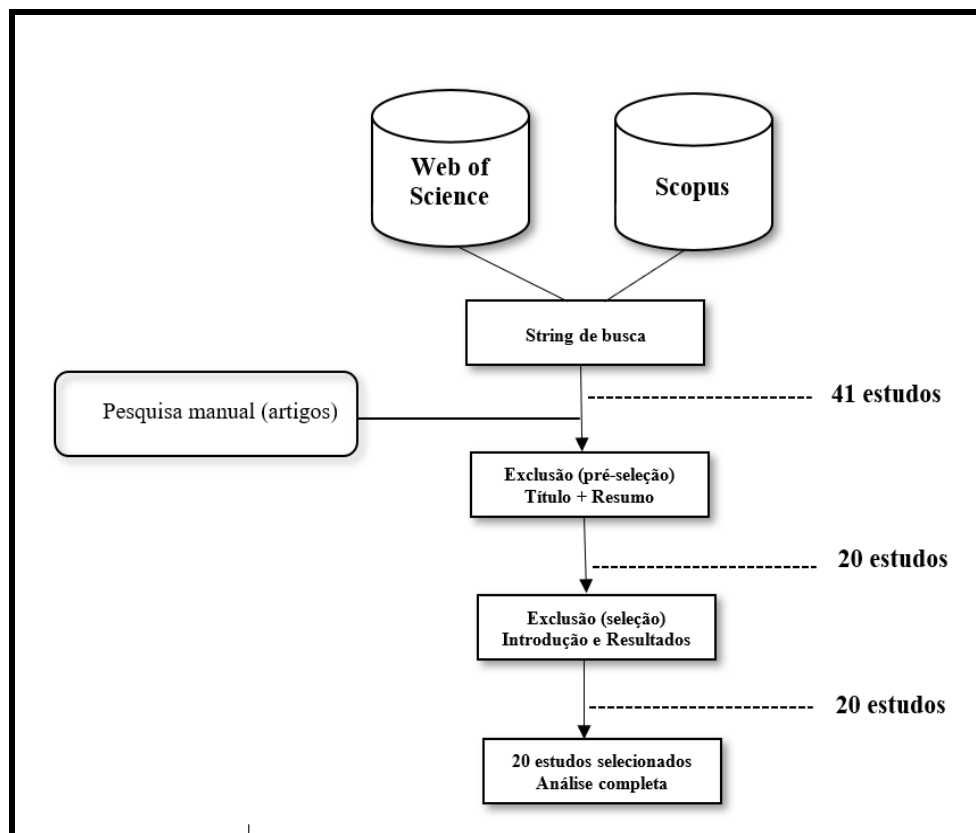 Web of
Science
Scopus
String de busca
41 estudos
Pesquisa manual (artigos)
Exclusão (pré-seleção)
Título + Resumo
20 estudos
Exclusão (seleção)
Introdução e Resultados
20 estudos
20 estudos selecionados
Análise completa